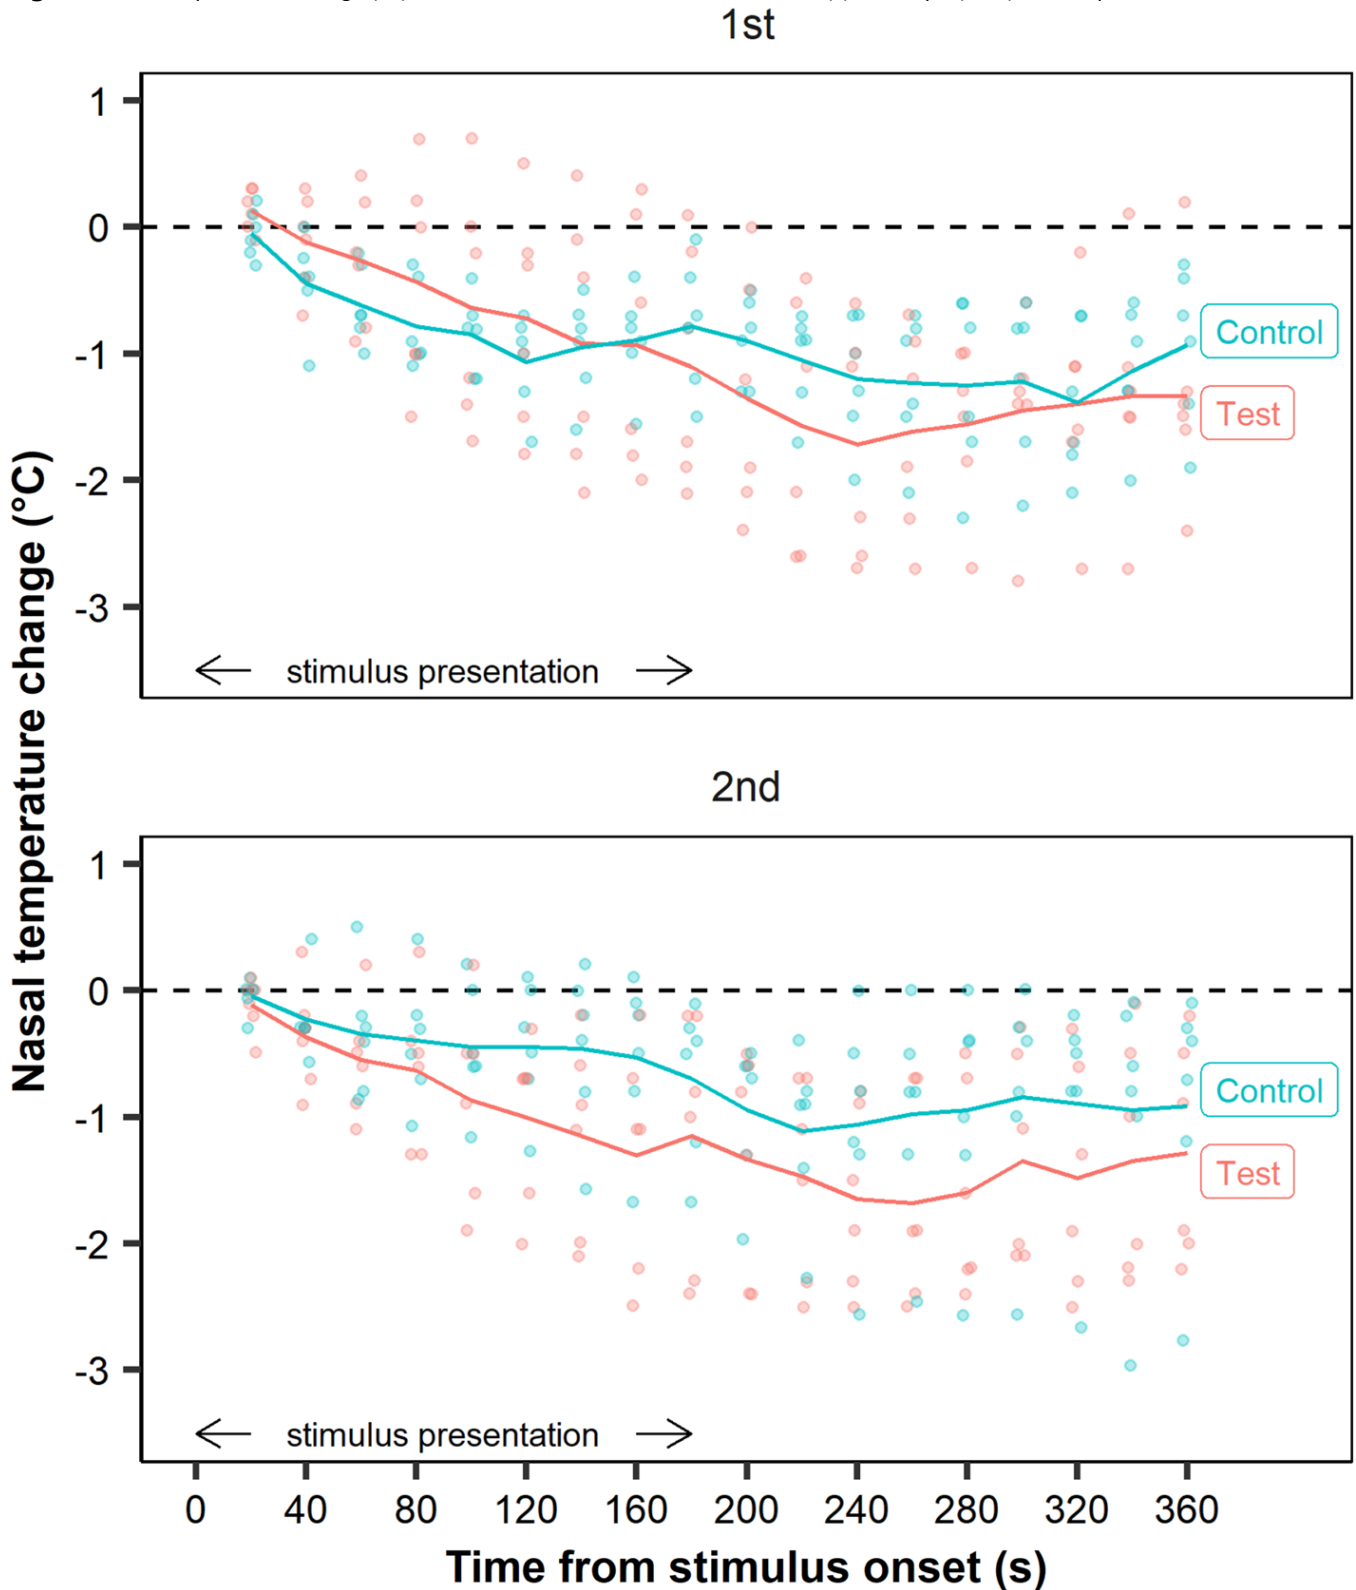 1st
1
0
-1
-2
-3
Control
Test
stimulus presentation
Nasal temperature change (°C)
2nd
1
0
-1
-2
-3
Control
Test
stimulus presentation
0 40 80 120 160 200 240 280 320 360
Time from stimulus onset (s)